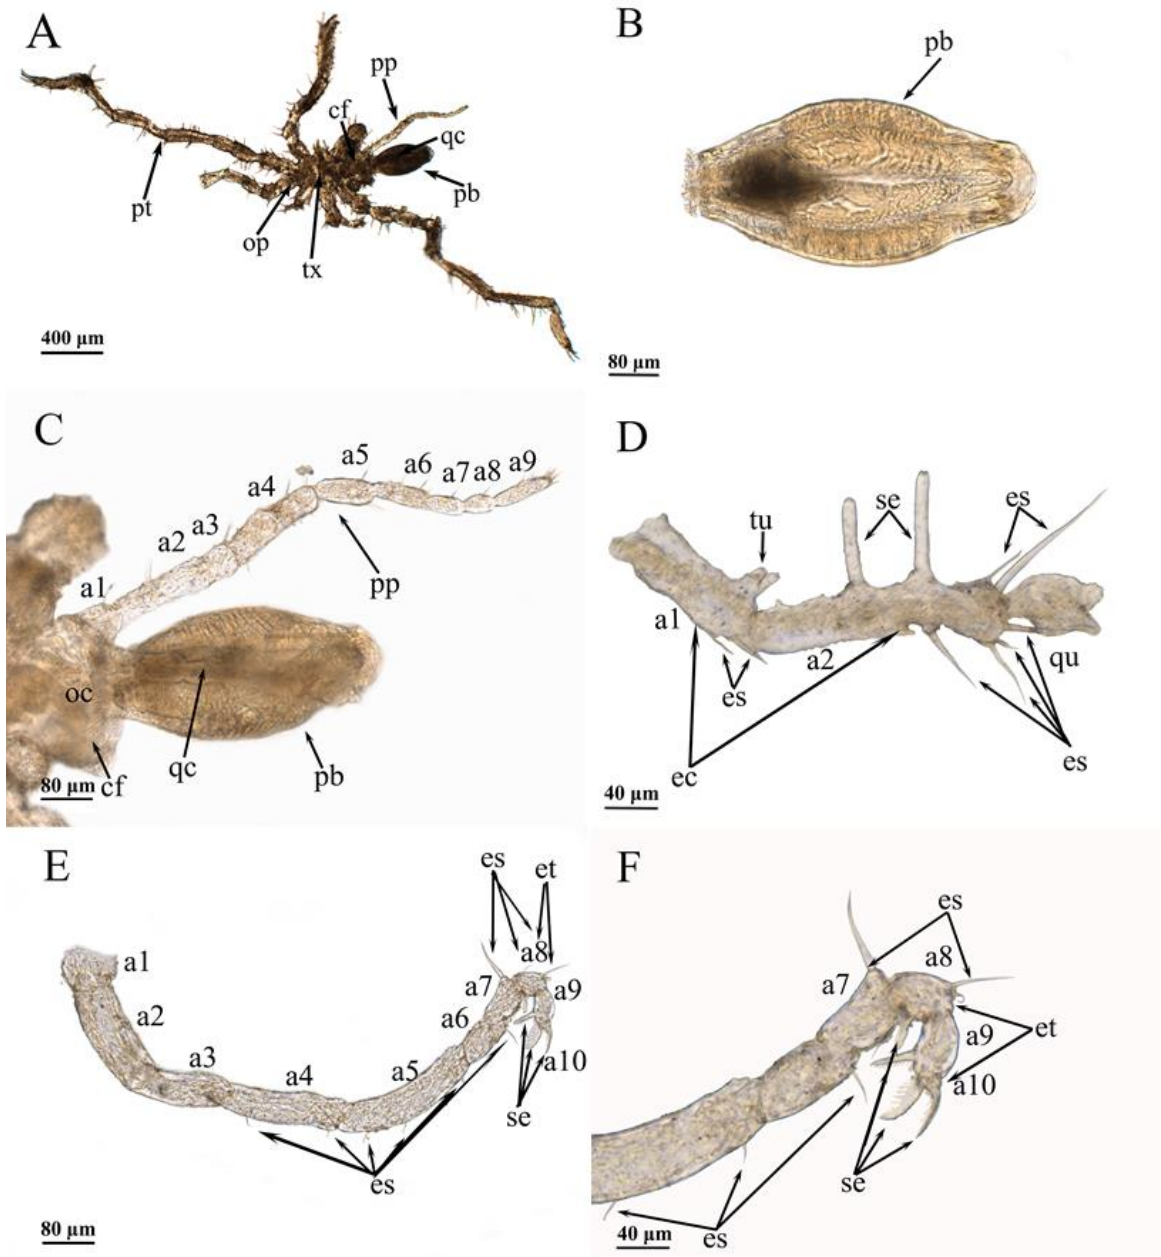 A
pp
cf
qc
pb
pt
op
tx
400 µm
B
pb
80 µm
C
a1
a2
a3
a4
a5
a6
a7
a8
a9
pp
oc
qc
cf
pb
80 µm
D
tu
se
es
a1
a2
es
qu
ec
es
40 µm
E
es
et
a1
a2
a3
a4
a5
a6
a7
a8
a9
a10
se
es
80 µm
F
es
a7
a8
a9
a10
et
se
es
40 µm